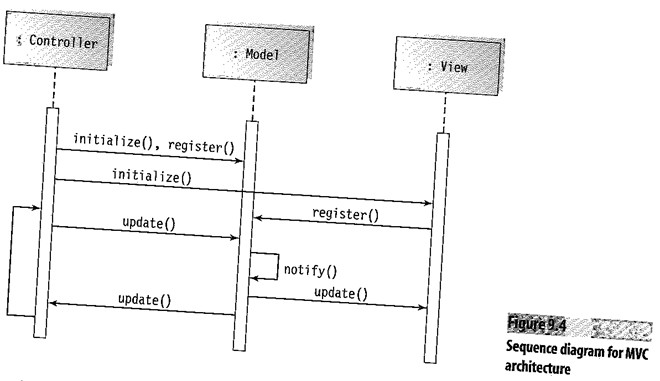 : Controller
: Model
: View
initialize(), register()
initialize()
register()
update()
notify()
update()
update()
Figure 9.4
Sequence diagram for MVC
architecture